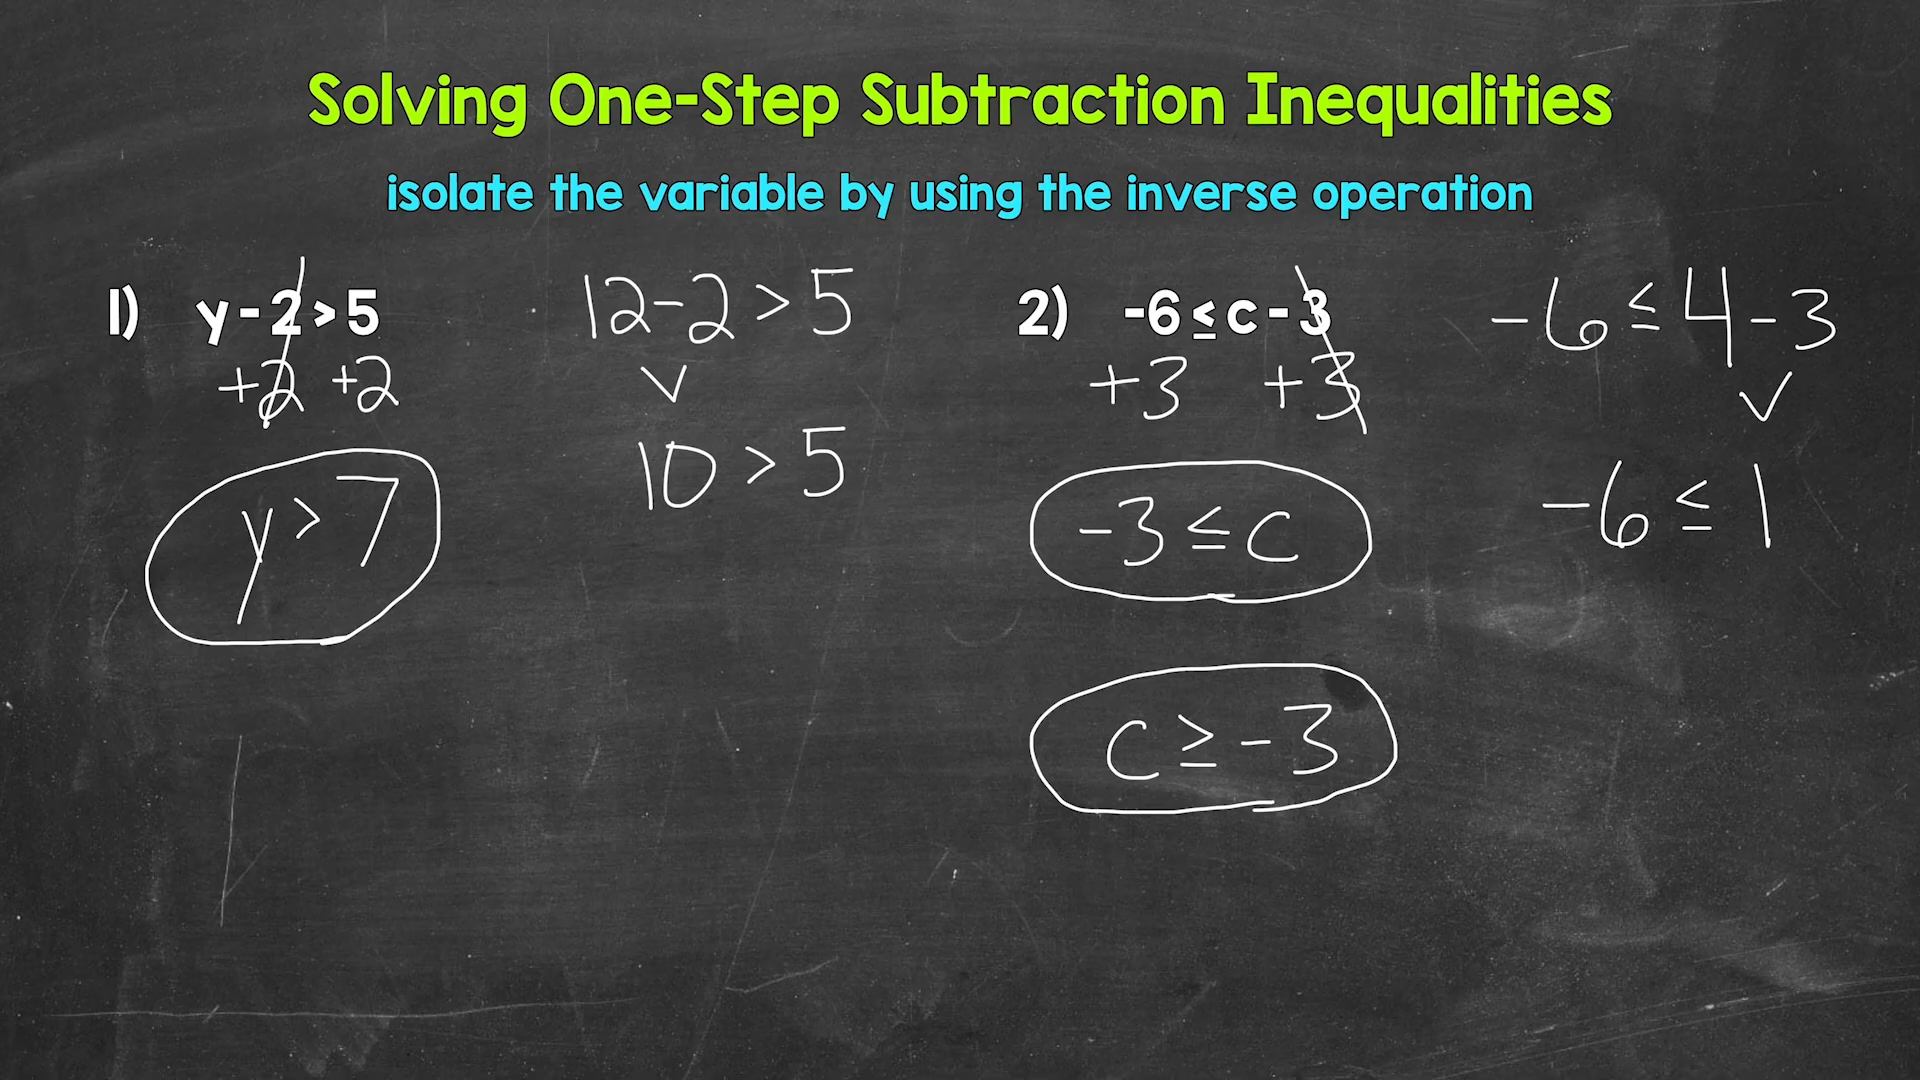 Solving One-Step Subtraction Inequalities
isolate the variable by using the inverse operation
1) y - 2 > 5
+2 +2
y > 7
12 - 2 > 5
10 > 5
2) -6 ≤ c - 3
+3 +3
-3 ≤ c
c ≥ -3
-6 ≤ 4 - 3
-6 ≤ 1